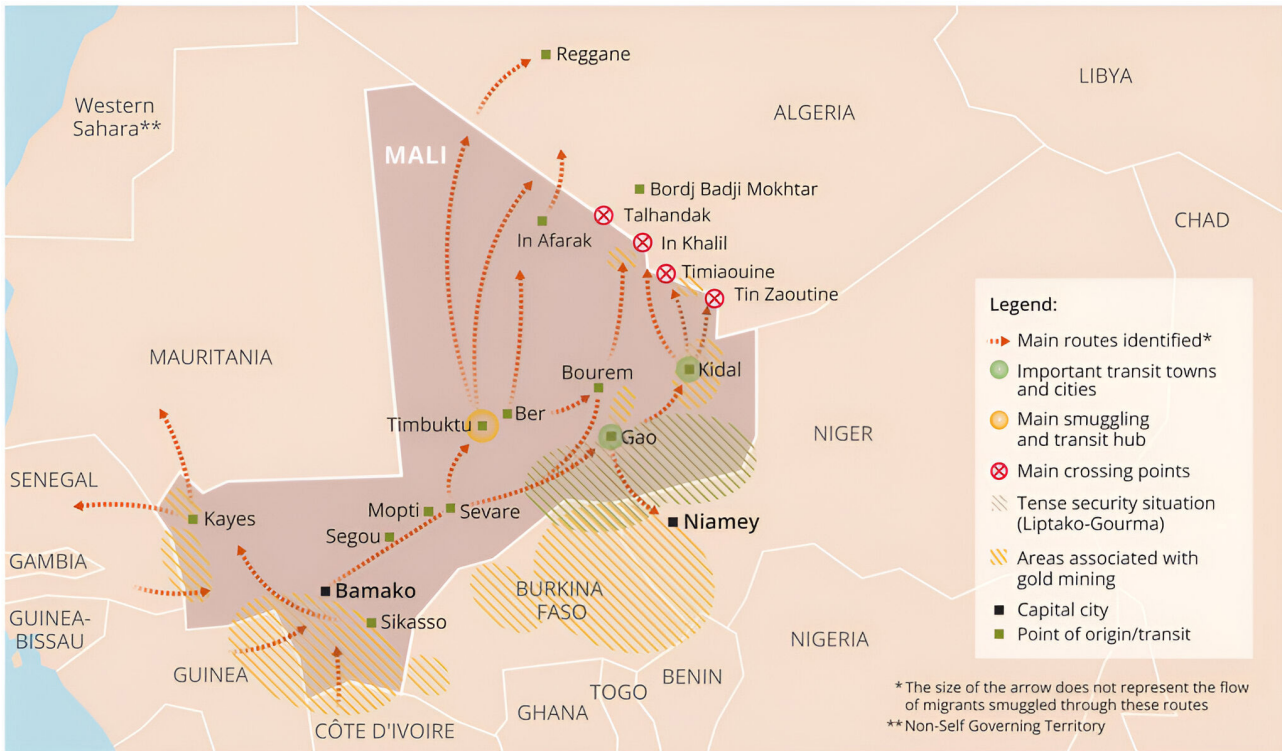 Reggane
LIBYA
Western
Sahara**
ALGERIA
MALI
Bordj Badji Mokhtar
Talhandak
In Afarak
In Khalil
CHAD
Timiaouine
Tin Zaoutine
MAURITANIA
Bourem
Kidal
Ber
Timbuktu
Gao
NIGER
SENEGAL
Kayes
Mopti
Sevare
Segou
Niamey
GAMBIA
Bamako
BURKINA
FASO
GUINEA-
BISSAU
Sikasso
NIGERIA
GUINEA
BENIN
TOGO
GHANA
CÔTE D'IVOIRE
Legend:
Main routes identified*
Important transit towns
and cities
Main smuggling
and transit hub
Main crossing points
Tense security situation
(Liptako-Gourma)
Areas associated with
gold mining
Capital city
Point of origin/transit
* The size of the arrow does not represent the flow
of migrants smuggled through these routes
** Non-Self Governing Territory